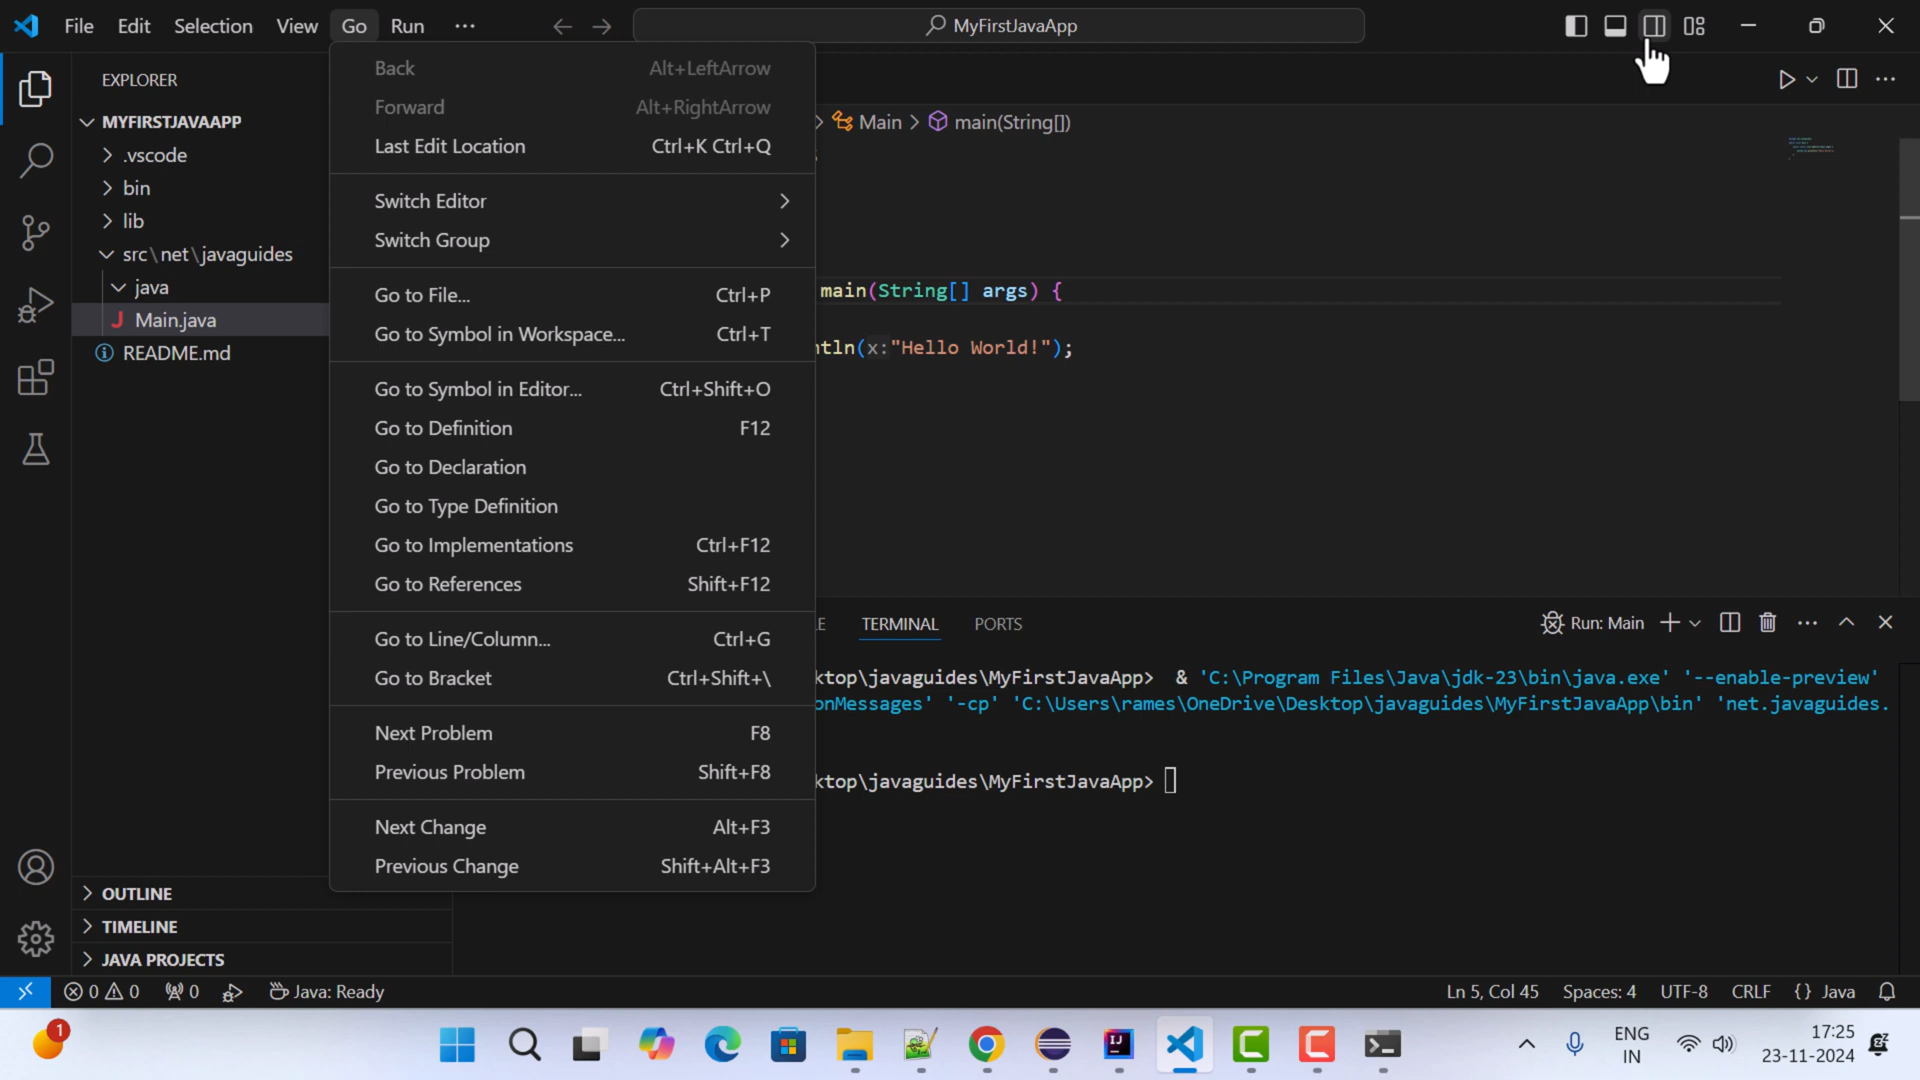 File Edit Selection View Go Run ···
MyFirstJavaApp
EXPLORER
MYFIRSTJAVAAPP
.vscode
bin
lib
src\net\javaguides
java
J Main.java
README.md
OUTLINE
TIMELINE
JAVA PROJECTS
Back Alt+LeftArrow
Forward Alt+RightArrow
Last Edit Location Ctrl+K Ctrl+Q
Switch Editor
Switch Group
Go to File... Ctrl+P
Go to Symbol in Workspace... Ctrl+T
Go to Symbol in Editor... Ctrl+Shift+O
Go to Definition F12
Go to Declaration
Go to Type Definition
Go to Implementations Ctrl+F12
Go to References Shift+F12
Go to Line/Column... Ctrl+G
Go to Bracket Ctrl+Shift+\
Next Problem F8
Previous Problem Shift+F8
Next Change Alt+F3
Previous Change Shift+Alt+F3
> Main > main(String[])
main(String[] args) {
tln(x:"Hello World!");
E TERMINAL PORTS
Run: Main
ktop\javaguides\MyFirstJavaApp> & 'C:\Program Files\Java\jdk-23\bin\java.exe' '--enable-preview'
onMessages' '-cp' 'C:\Users\rames\OneDrive\Desktop\javaguides\MyFirstJavaApp\bin' 'net.javaguides.
ktop\javaguides\MyFirstJavaApp>
0 0 0 Java: Ready
Ln 5, Col 45 Spaces: 4 UTF-8 CRLF {} Java
1
IJ
ENG
IN
17:25
23-11-2024